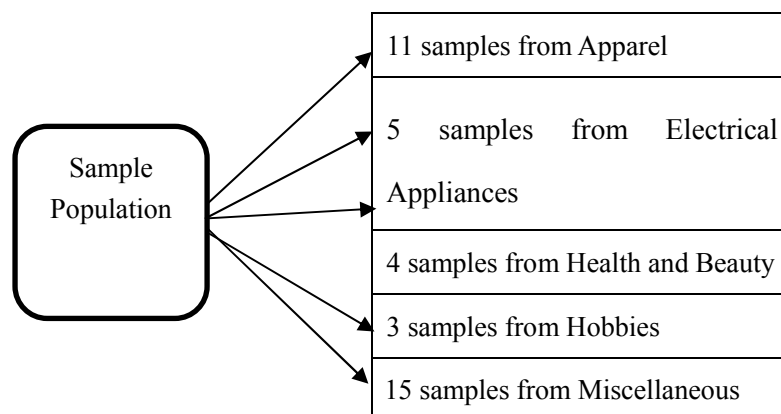 Sample
Population
11 samples from Apparel
5 samples from Electrical
Appliances
4 samples from Health and Beauty
3 samples from Hobbies
15 samples from Miscellaneous